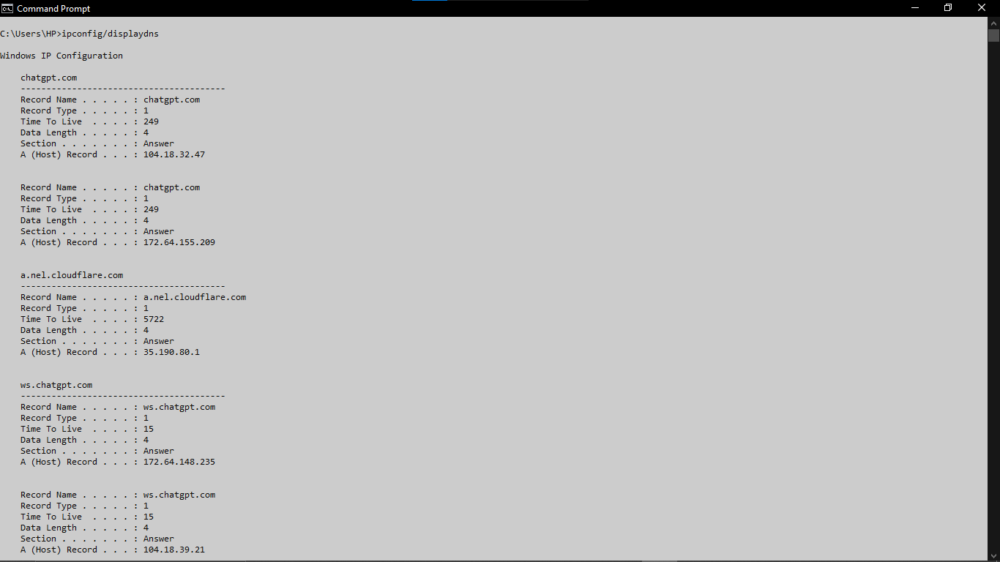 Command Prompt
C:\Users\HP>ipconfig/displaydns
Windows IP Configuration
chatgpt.com
----------------------------------------
Record Name . . . . . : chatgpt.com
Record Type . . . . . : 1
Time To Live  . . . . : 249
Data Length . . . . . : 4
Section . . . . . . . : Answer
A (Host) Record . . . : 104.18.32.47
Record Name . . . . . : chatgpt.com
Record Type . . . . . : 1
Time To Live  . . . . : 249
Data Length . . . . . : 4
Section . . . . . . . : Answer
A (Host) Record . . . : 172.64.155.209
a.nel.cloudflare.com
----------------------------------------
Record Name . . . . . : a.nel.cloudflare.com
Record Type . . . . . : 1
Time To Live  . . . . : 5722
Data Length . . . . . : 4
Section . . . . . . . : Answer
A (Host) Record . . . : 35.190.80.1
ws.chatgpt.com
----------------------------------------
Record Name . . . . . : ws.chatgpt.com
Record Type . . . . . : 1
Time To Live  . . . . : 15
Data Length . . . . . : 4
Section . . . . . . . : Answer
A (Host) Record . . . : 172.64.148.235
Record Name . . . . . : ws.chatgpt.com
Record Type . . . . . : 1
Time To Live  . . . . : 15
Data Length . . . . . : 4
Section . . . . . . . : Answer
A (Host) Record . . . : 104.18.39.21